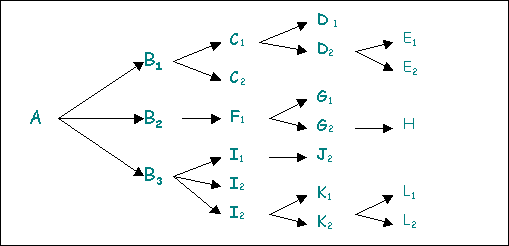 D1
C1 E1
D2
B1 E2
C2
G1
A B2 F1
G2 H
I1 J2
B3
I2
K1 L1
I2
K2 L2